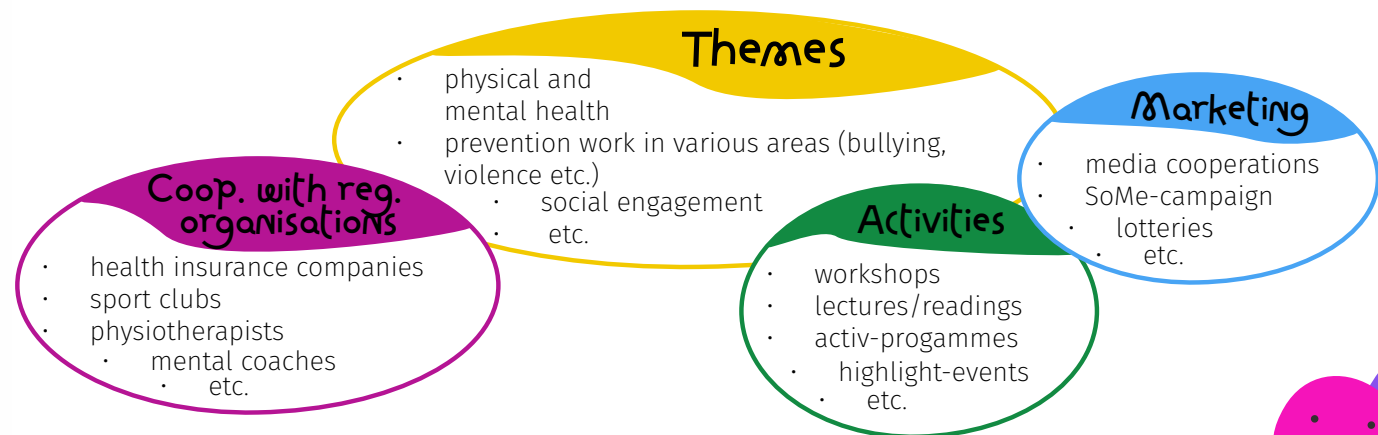 Themes
· physical and
mental health
· prevention work in various areas (bullying,
violence etc.)
· social engagement
· etc.
Marketing
· media cooperations
· SoMe-campaign
· lotteries
· etc.
Coop. with reg.
organisations
· health insurance companies
· sport clubs
· physiotherapists
· mental coaches
· etc.
Activities
· workshops
· lectures/readings
· activ-progammes
· highlight-events
· etc.